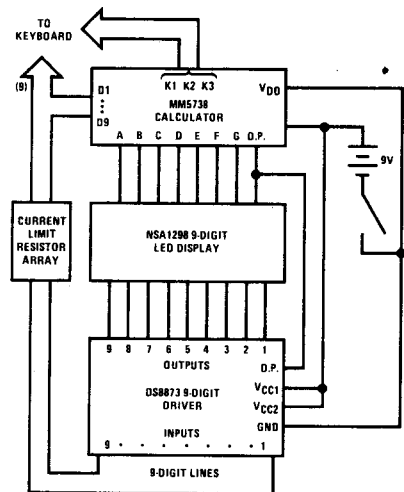 TO
KEYBOARD
(9)
K1 K2 K3
D1
D9
MM5738
CALCULATOR
VDD
A B C D E F G D.P.
9V
CURRENT
LIMIT
RESISTOR
ARRAY
NSA1298 9-DIGIT
LED DISPLAY
9 8 7 6 5 4 3 2 1
OUTPUTS
D.P.
DS8873 9-DIGIT
DRIVER
VCC1
VCC2
GND
INPUTS
9 . . . . . . . 1
9-DIGIT LINES